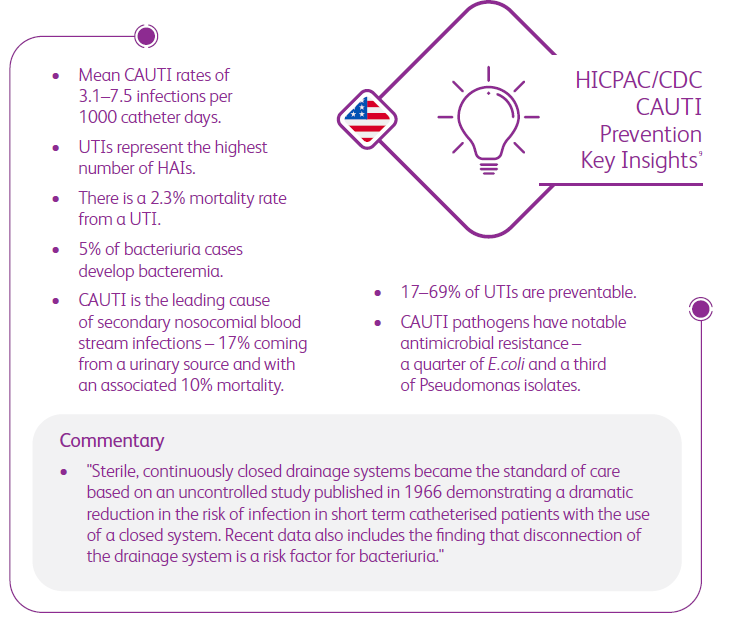 HICPAC/CDC
CAUTI
Prevention
Key Insights⁹
• Mean CAUTI rates of
3.1–7.5 infections per
1000 catheter days.
• UTIs represent the highest
number of HAIs.
• There is a 2.3% mortality rate
from a UTI.
• 5% of bacteriuria cases
develop bacteremia.
• CAUTI is the leading cause
of secondary nosocomial blood
stream infections – 17% coming
from a urinary source and with
an associated 10% mortality.
• 17–69% of UTIs are preventable.
• CAUTI pathogens have notable
antimicrobial resistance –
a quarter of E.coli and a third
of Pseudomonas isolates.
Commentary
• "Sterile, continuously closed drainage systems became the standard of care
based on an uncontrolled study published in 1966 demonstrating a dramatic
reduction in the risk of infection in short term catheterised patients with the use
of a closed system. Recent data also includes the finding that disconnection of
the drainage system is a risk factor for bacteriuria."